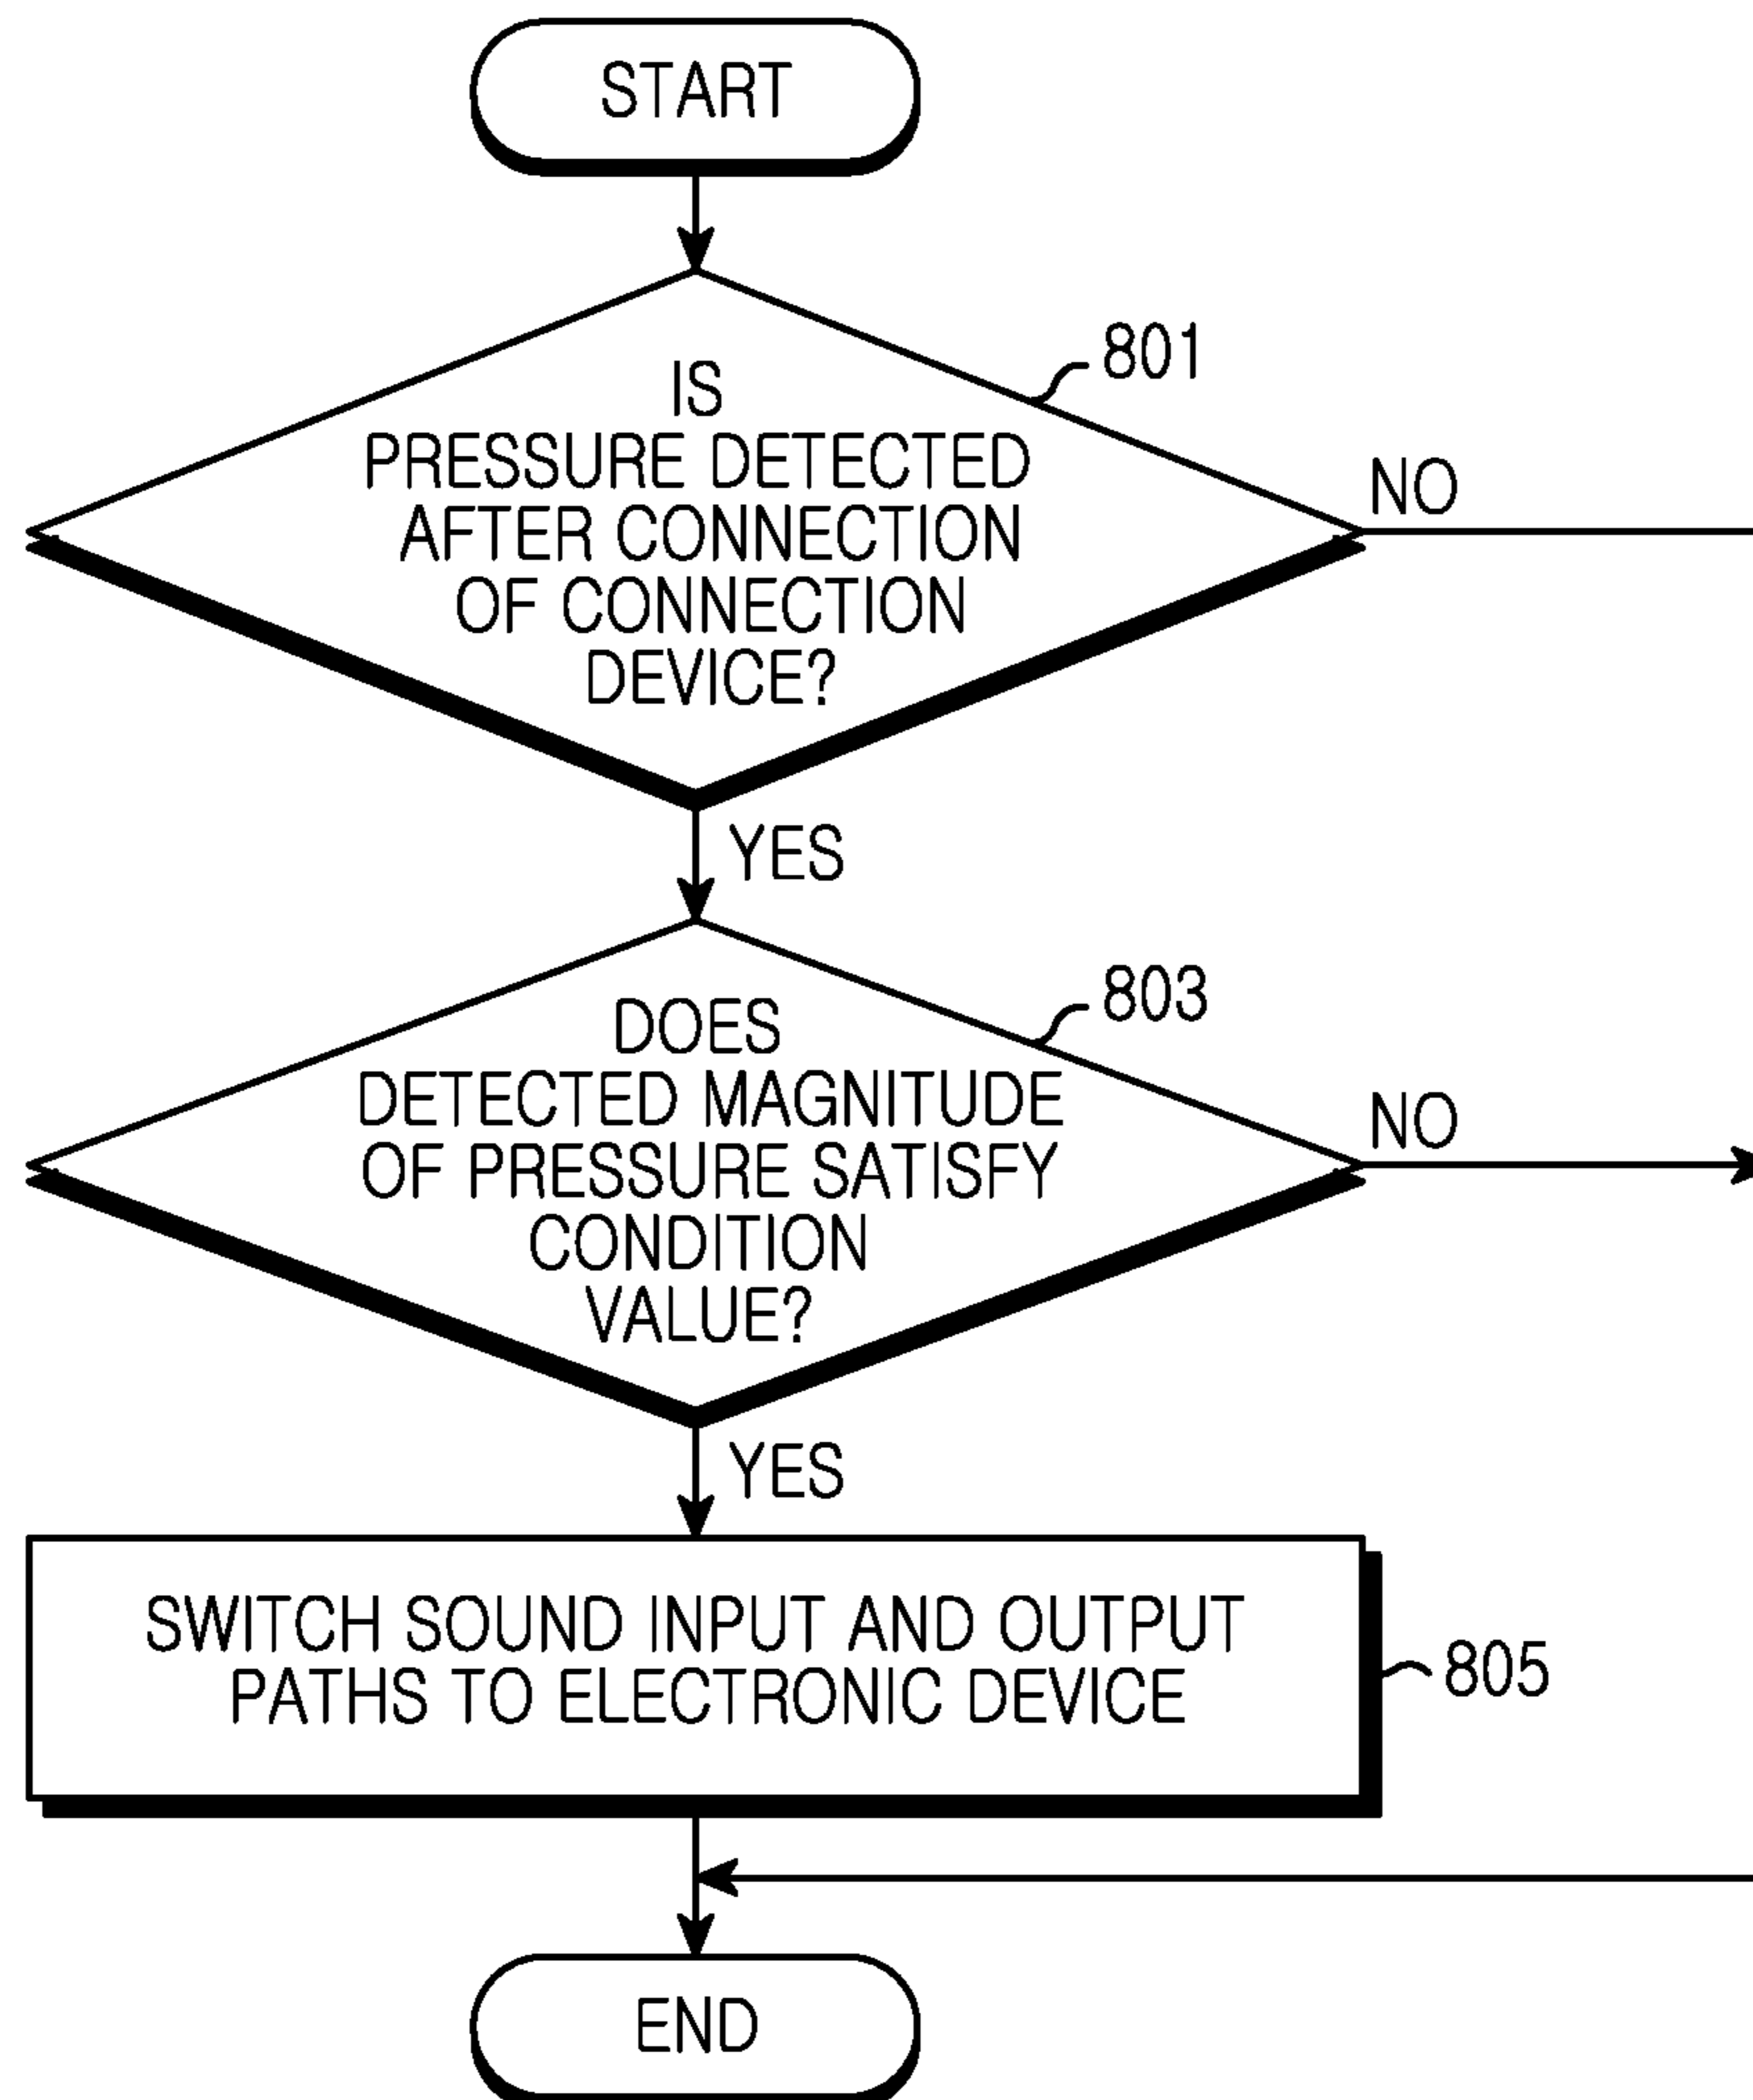 START
801
IS
PRESSURE DETECTED
AFTER CONNECTION
OF CONNECTION
DEVICE?
NO
YES
803
DOES
DETECTED MAGNITUDE
OF PRESSURE SATISFY
CONDITION
VALUE?
NO
YES
SWITCH SOUND INPUT AND OUTPUT
PATHS TO ELECTRONIC DEVICE
805
END